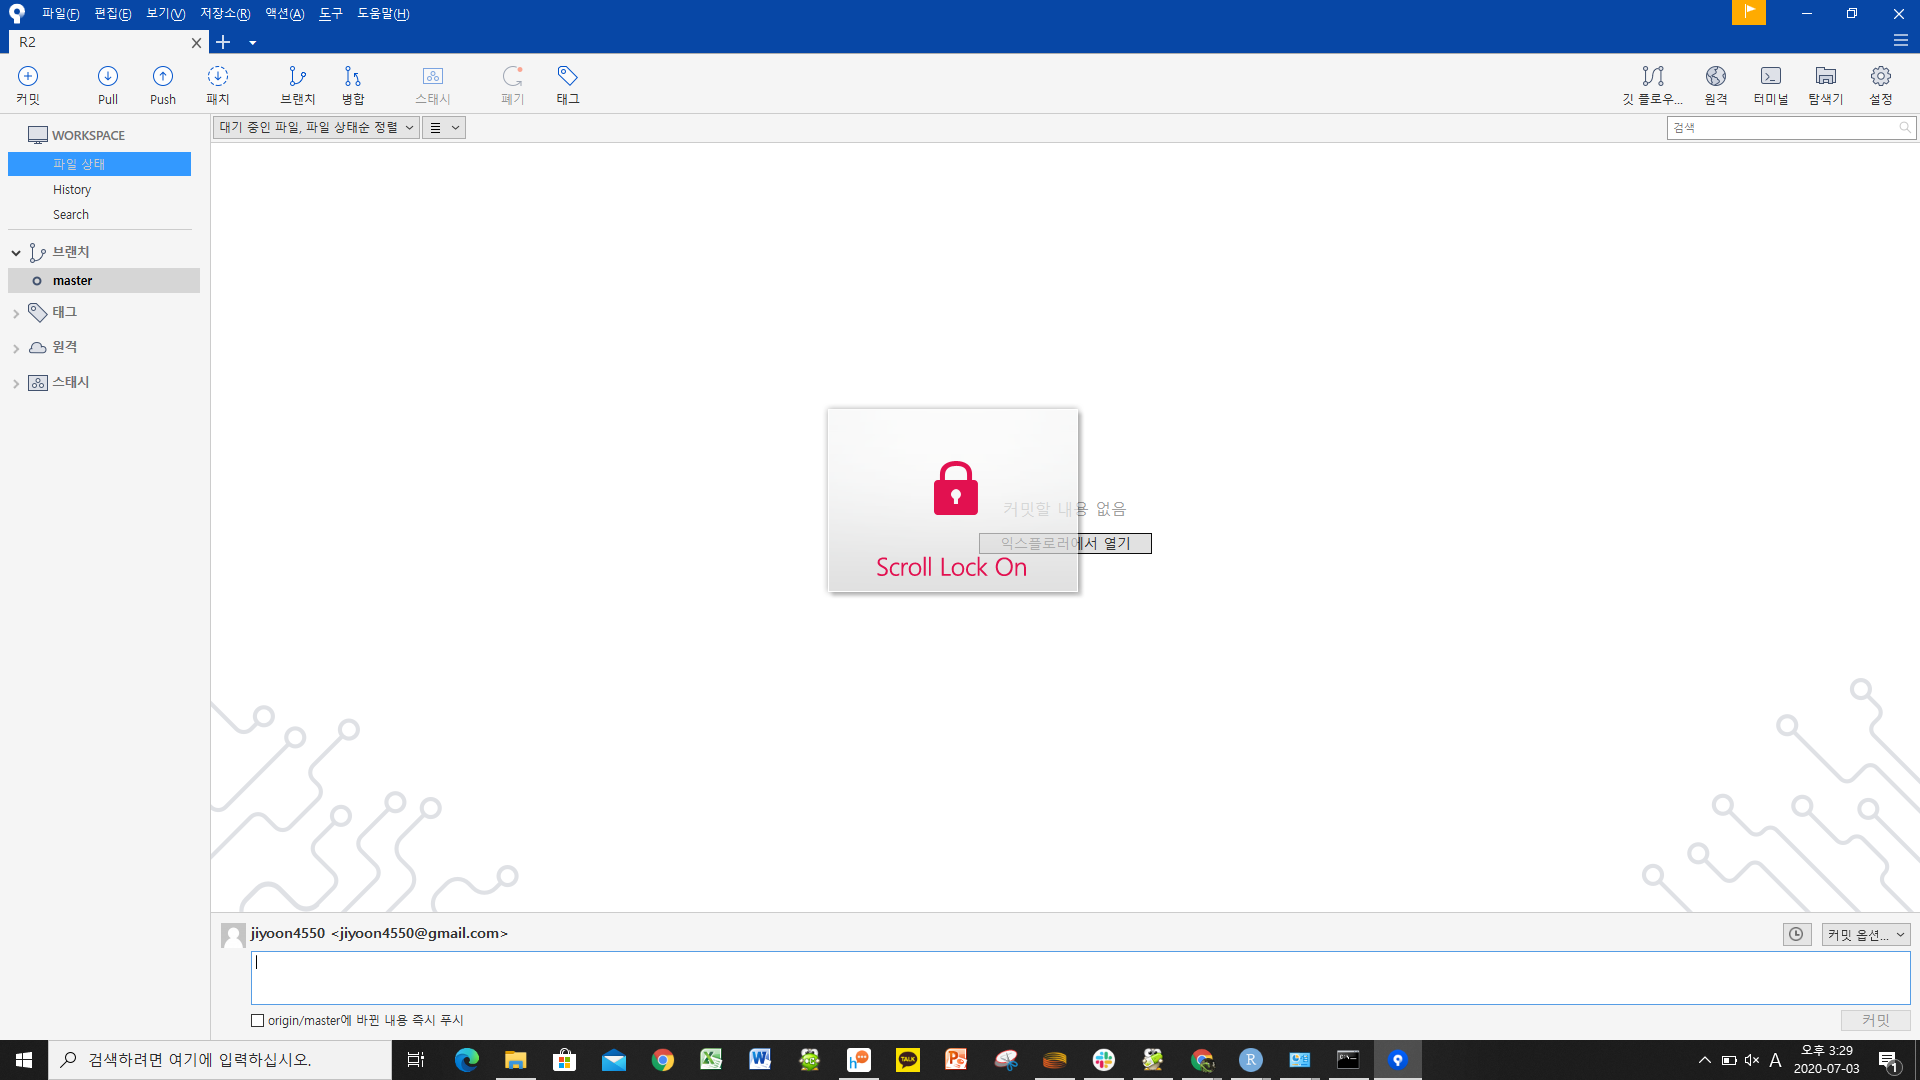 파일(F) 편집(E) 보기(V) 저장소(R) 액션(A) 도구 도움말(H)
R2
커밋 Pull Push 패치 브랜치 병합 스태시 폐기 태그 깃 플로우... 원격 터미널 탐색기 설정
WORKSPACE
파일 상태
History
Search
브랜치
master
태그
원격
스태시
대기 중인 파일, 파일 상태순 정렬
검색
커밋할 내용 없음
익스플로러에서 열기
Scroll Lock On
jiyoon4550 <jiyoon4550@gmail.com>
커밋 옵션...
origin/master에 바뀐 내용 즉시 푸시
커밋
검색하려면 여기에 입력하십시오.
TALK
A
오후 3:29
2020-07-03
1